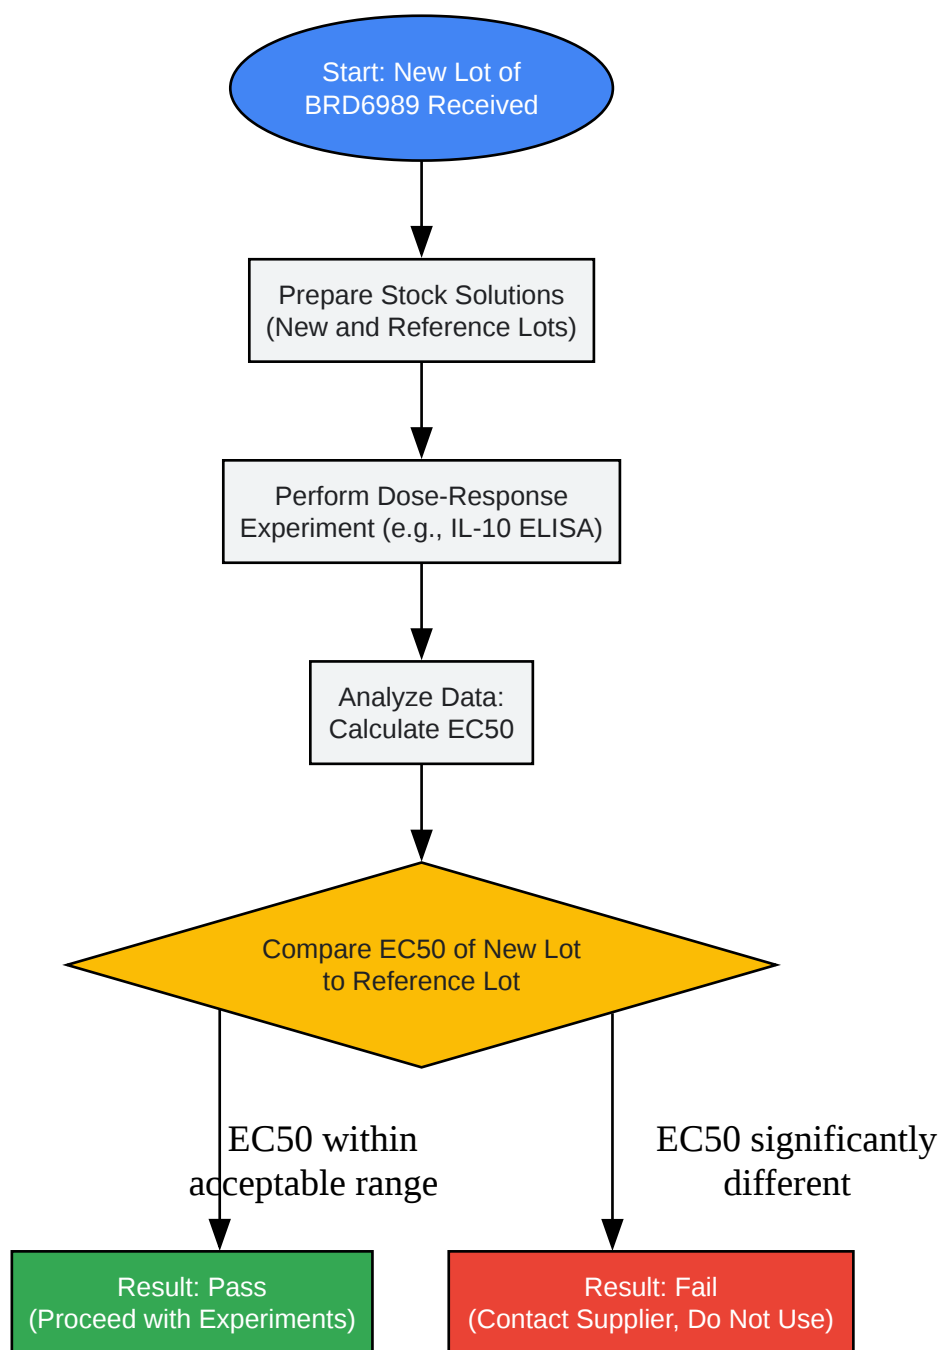 Start: New Lot of
BRD6989 Received
Prepare Stock Solutions
(New and Reference Lots)
Perform Dose-Response
Experiment (e.g., IL-10 ELISA)
Analyze Data:
Calculate EC50
Compare EC50 of New Lot
to Reference Lot
EC50 within
acceptable range
EC50 significantly
different
Result: Pass
(Proceed with Experiments)
Result: Fail
(Contact Supplier, Do Not Use)